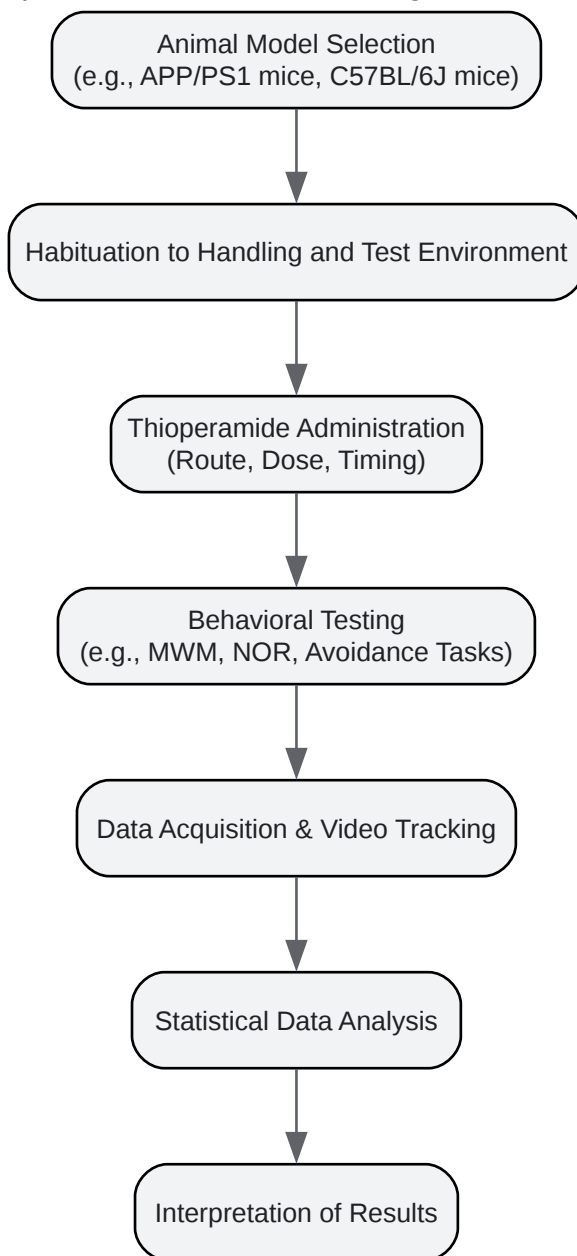 Animal Model Selection
(e.g., APP/PS1 mice, C57BL/6J mice)
Habituation to Handling and Test Environment
Thioperamide Administration
(Route, Dose, Timing)
Behavioral Testing
(e.g., MWM, NOR, Avoidance Tasks)
Data Acquisition & Video Tracking
Statistical Data Analysis
Interpretation of Results